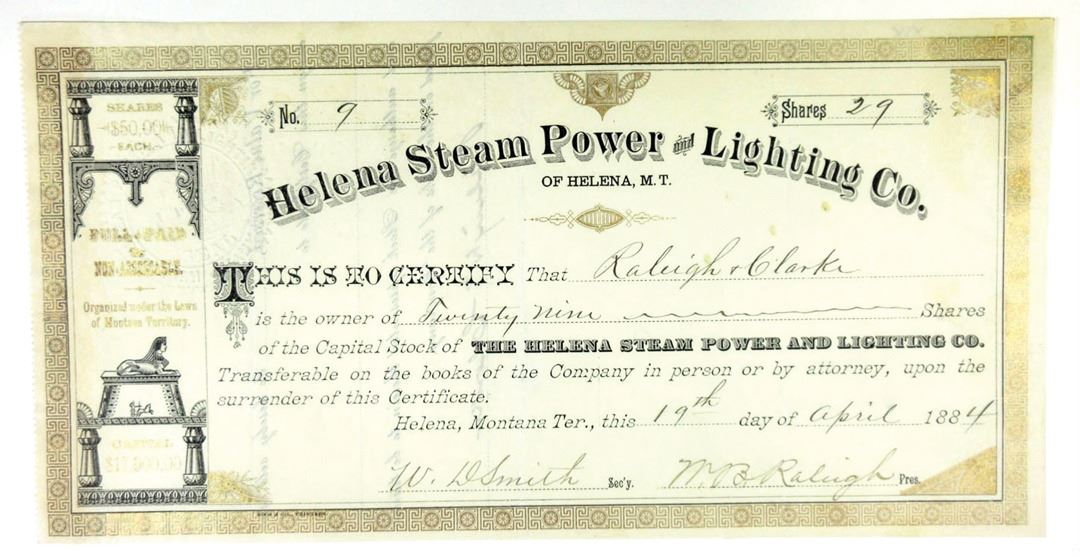 No. 9
Shares 29
Helena Steam Power and Lighting Co.
OF HELENA, M.T.
SHARES
$50.00
EACH
FULL PAID
NON-ASSESSABLE.
Organized under the Laws
of Montana Territory.
CAPITAL
$17,500.00
THIS IS TO CERTIFY That Raleigh & Clarke
is the owner of Twenty Nine Shares
of the Capital Stock of THE HELENA STEAM POWER AND LIGHTING CO.
Transferable on the books of the Company in person or by attorney, upon the
surrender of this Certificate.
Helena, Montana Ter., this 19th day of April 1884
W. D Smith Sec'y. W. B Raleigh Pres.